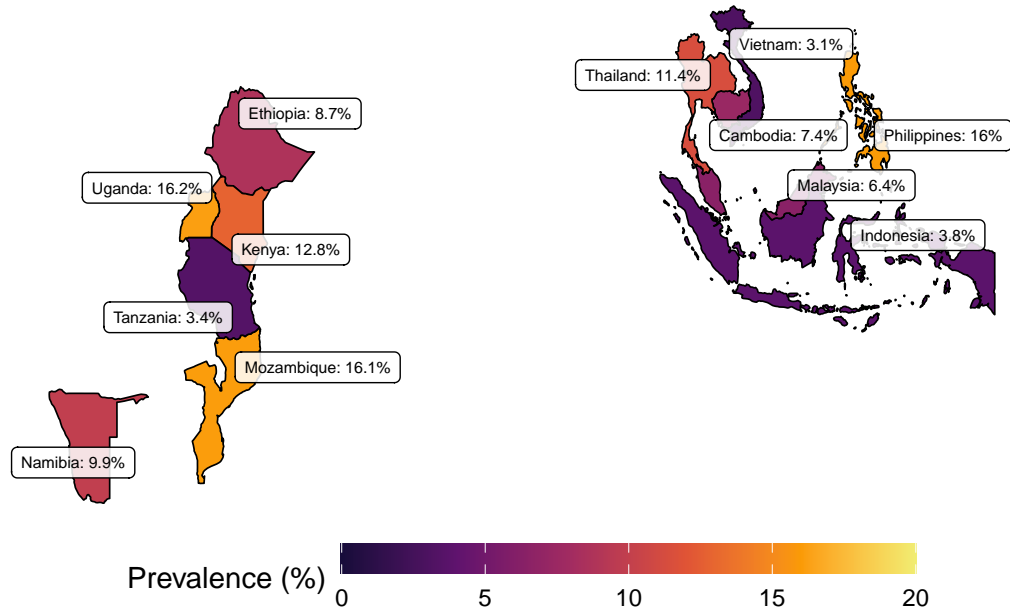 Vietnam: 3.1%
Thailand: 11.4%
Ethiopia: 8.7%
Cambodia: 7.4%
Philippines: 16%
Uganda: 16.2%
Malaysia: 6.4%
Kenya: 12.8%
Indonesia: 3.8%
Tanzania: 3.4%
Mozambique: 16.1%
Namibia: 9.9%
Prevalence (%)
0 5 10 15 20